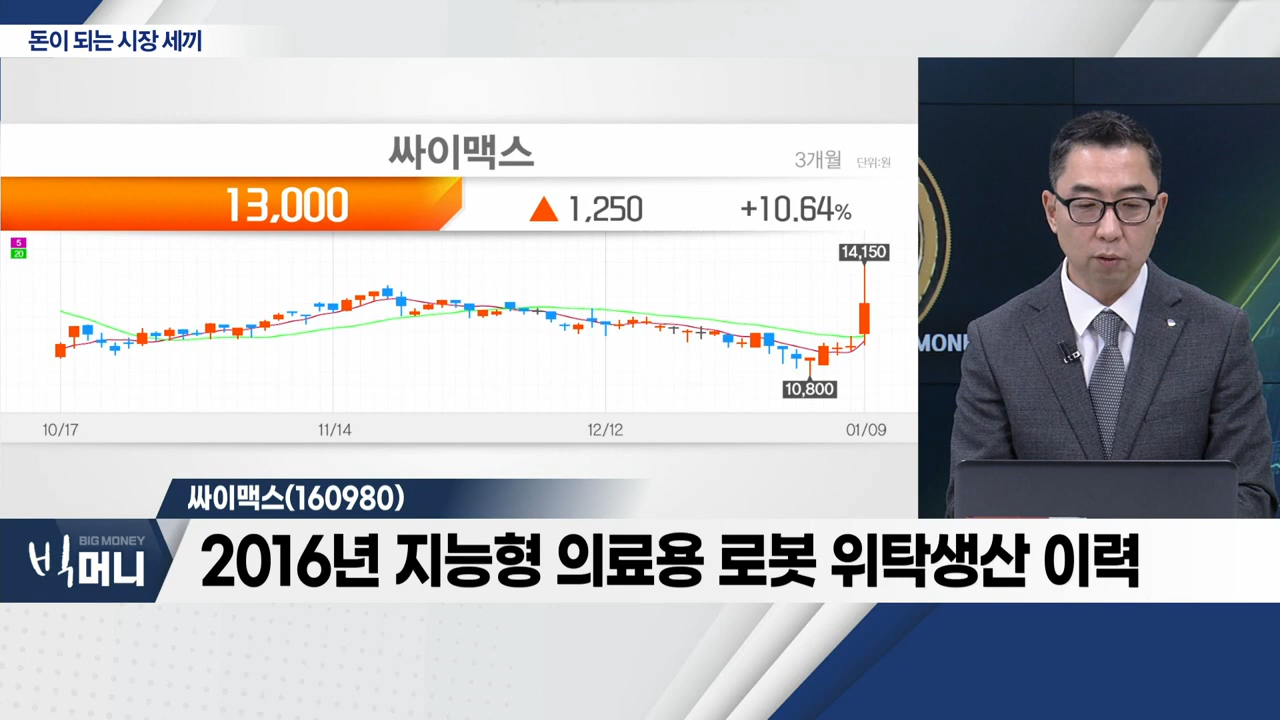 돈이 되는 시장 세끼
싸이맥스
3개월 단위:원
13,000 ▲ 1,250 +10.64%
5
20
14,150
10,800
10/17 11/14 12/12 01/09
MON
싸이맥스(160980)
BIG MONEY
빅머니
2016년 지능형 의료용 로봇 위탁생산 이력